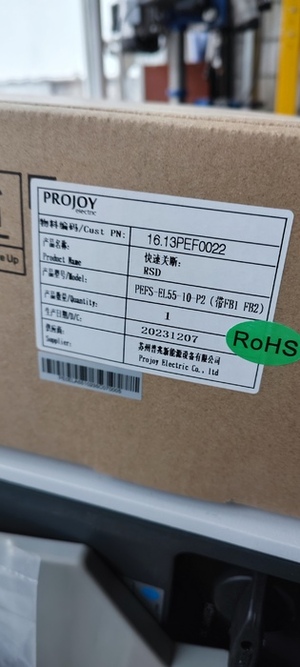 PROJOY
electric
物料编码/Cust PN: 16.13PEF0022
产品名称: 快速关断:
Product Name RSD
产品型号/Model: PEFS-EL55-10-P2 (带FB1 FB2)
产品数量/Quantity: 1
生产日期/D/C: 20231207
供应商: 苏州普兆新能源设备有限公司
Supplier: Projoy Electric Co., ltd
RoHS
e Up